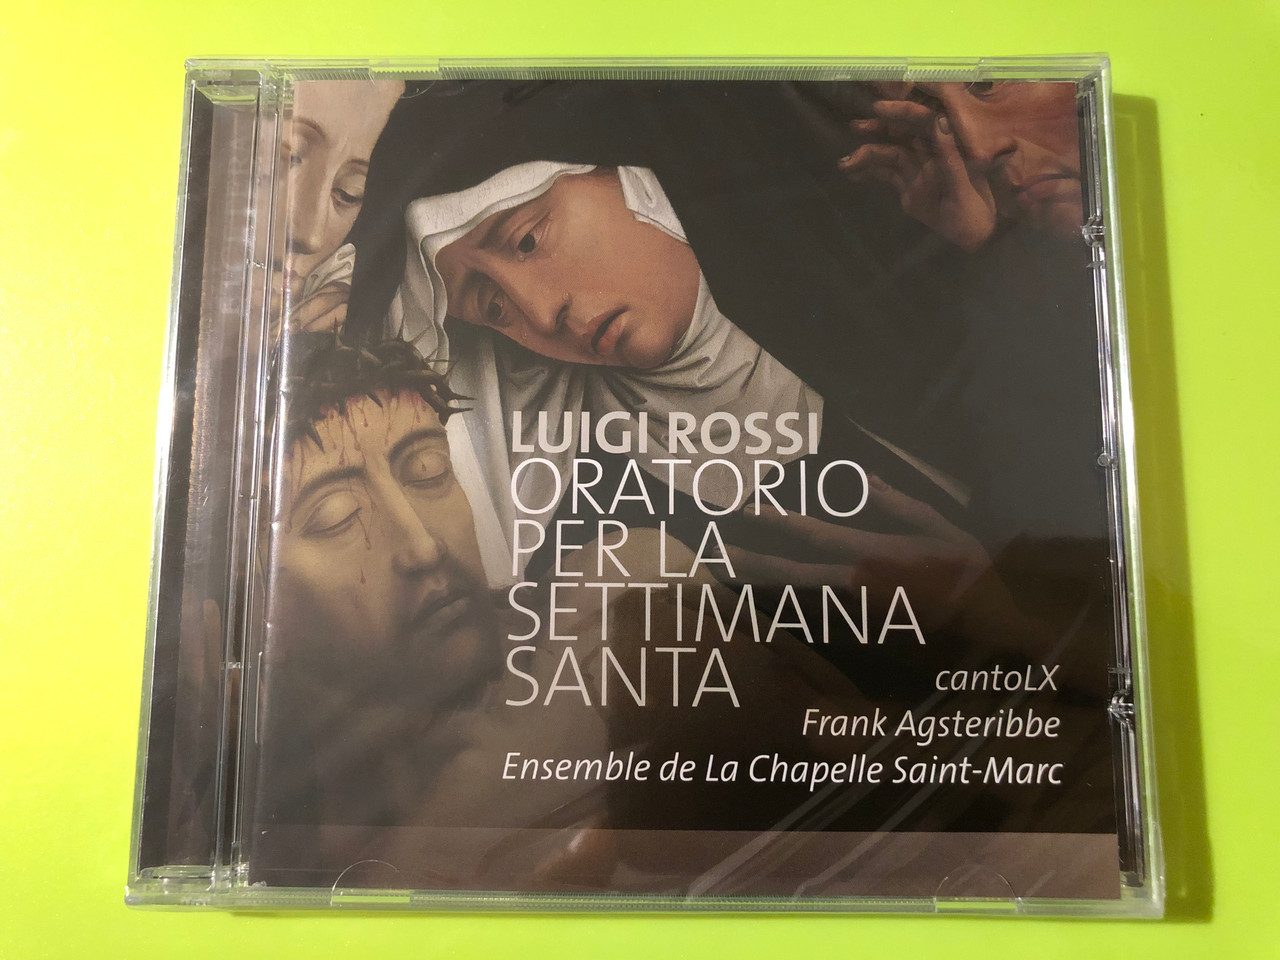 LUIGI ROSSI
ORATORIO
PER LA
SETTIMANA
SANTA
cantoLX
Frank Agsteribbe
Ensemble de La Chapelle Saint-Marc